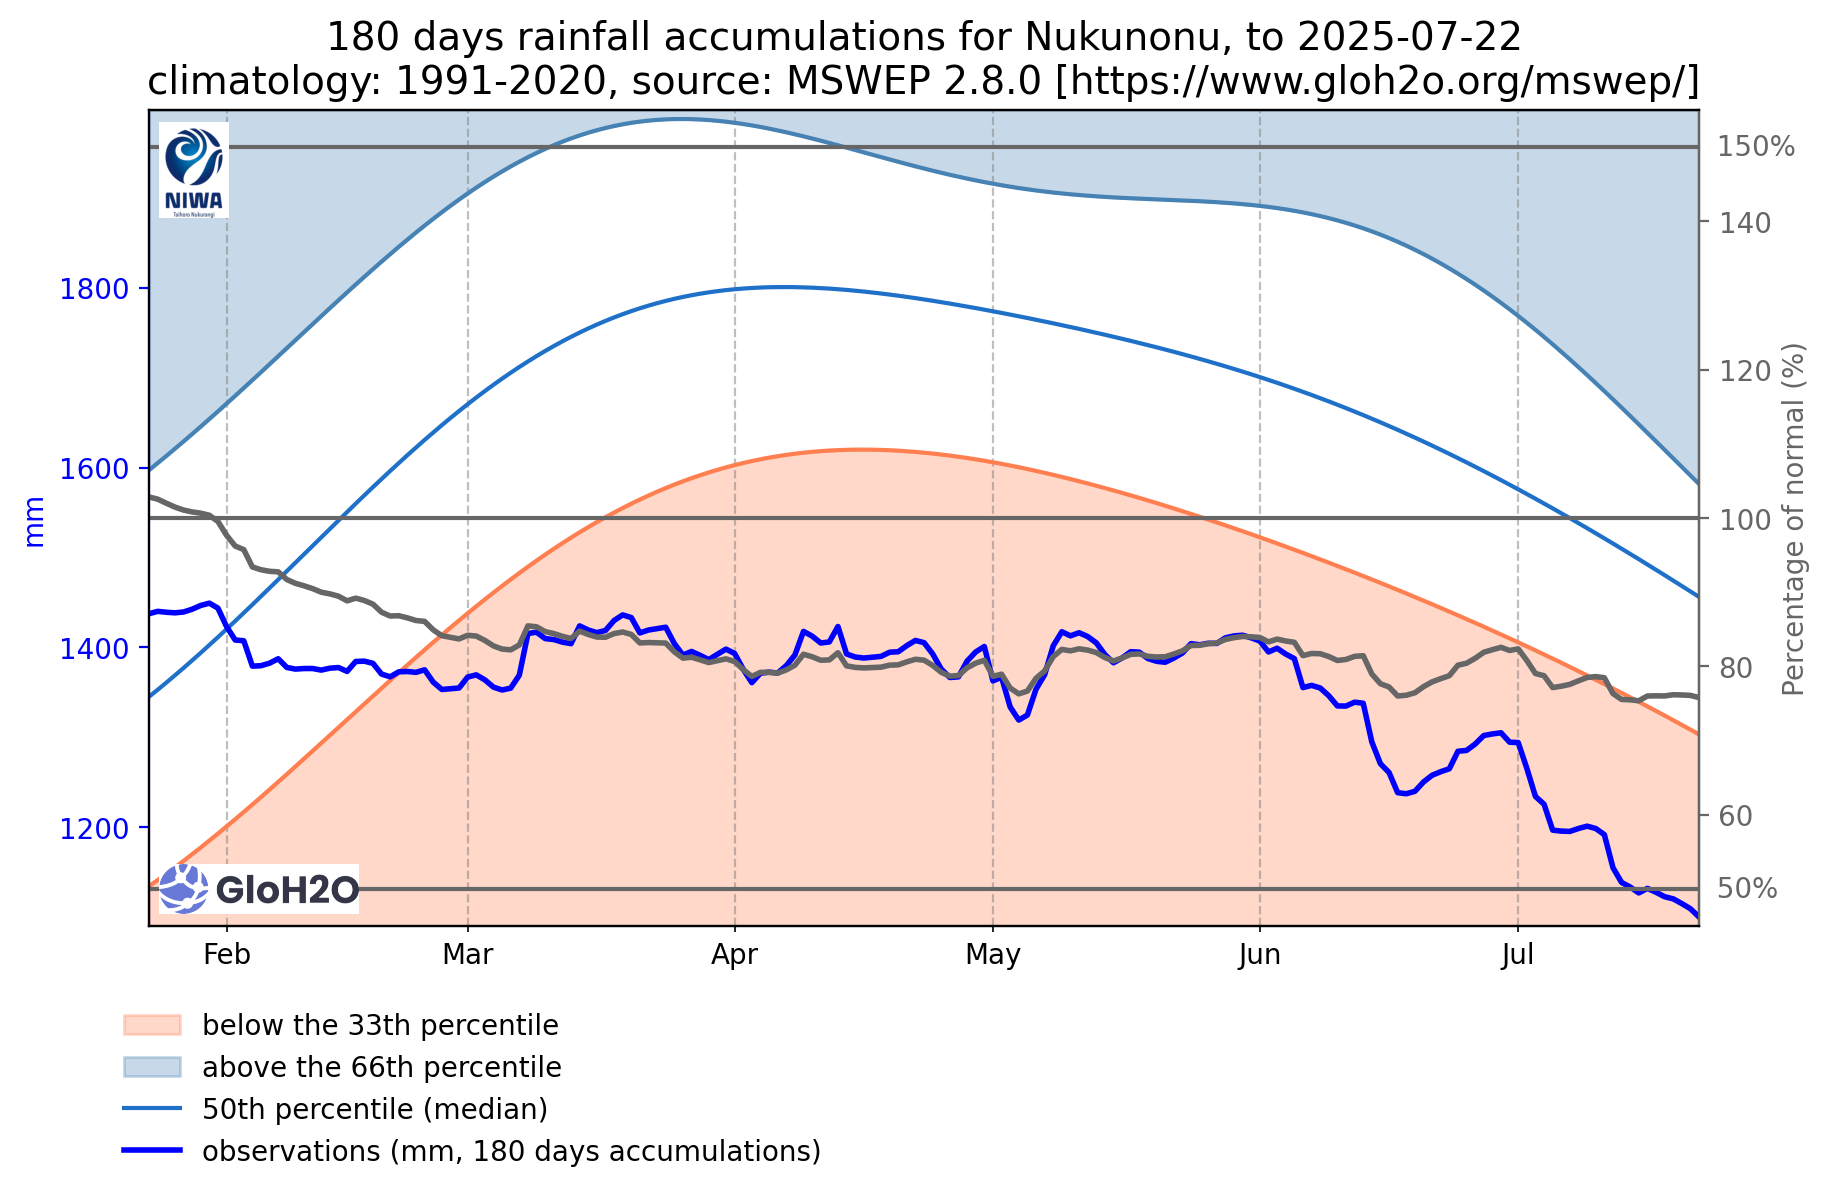 180 days rainfall accumulations for Nukunonu, to 2025-07-22
climatology: 1991-2020, source: MSWEP 2.8.0 [https://www.gloh2o.org/mswep/]
NIWA
Taihoro Nukurangi
150%
140
1800
120
1600
100
mm
Percentage of normal (%)
1400
80
1200
60
GloH2O
50%
Feb Mar Apr May Jun Jul
below the 33th percentile
above the 66th percentile
50th percentile (median)
observations (mm, 180 days accumulations)